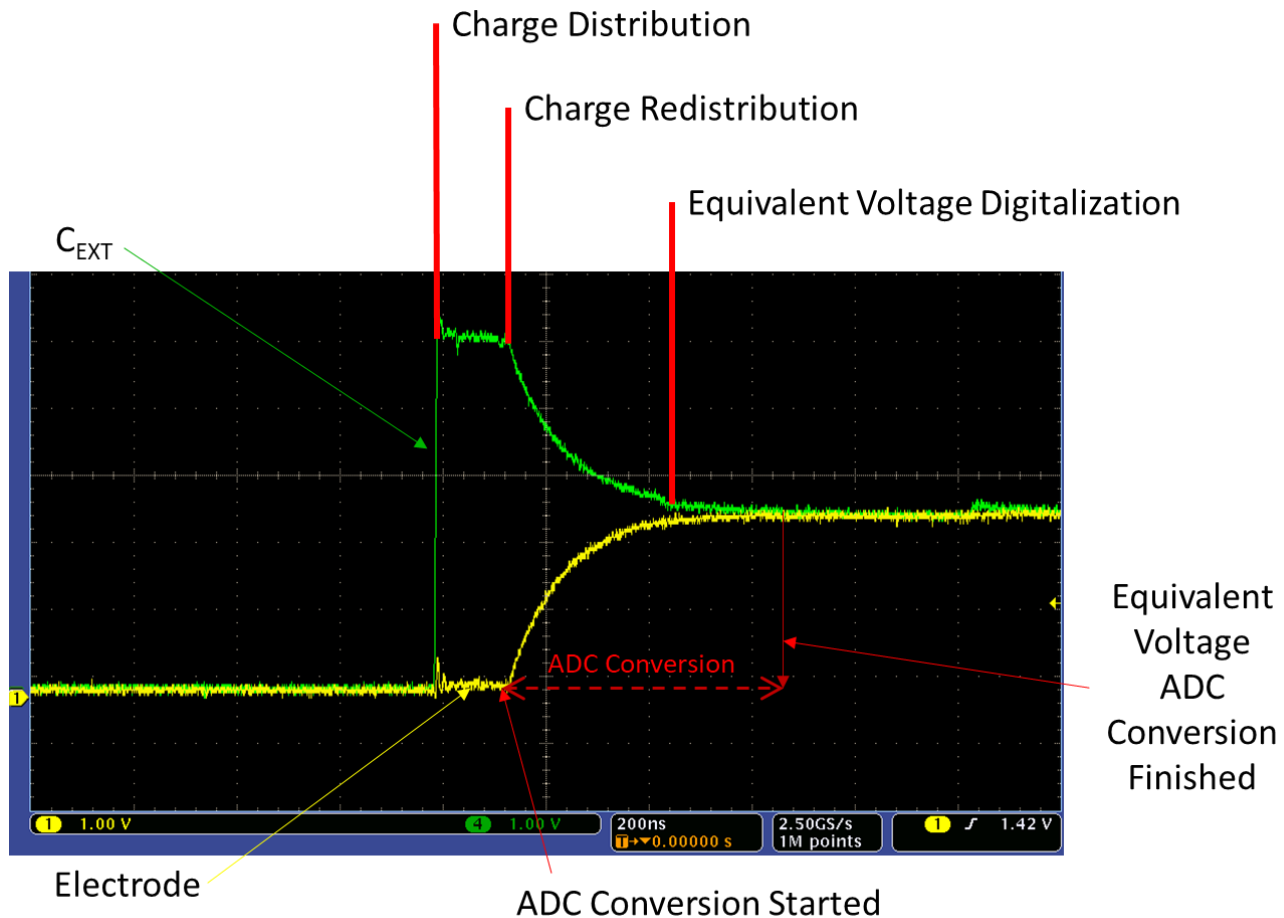 Charge Distribution
Charge Redistribution
Equivalent Voltage Digitalization
CEXT
ADC Conversion
1
Equivalent
Voltage
ADC
Conversion
Finished
1 1.00 V 4 1.00 V 200ns 2.50GS/s 1 1.42 V
T 0.00000 s 1M points
Electrode
ADC Conversion Started